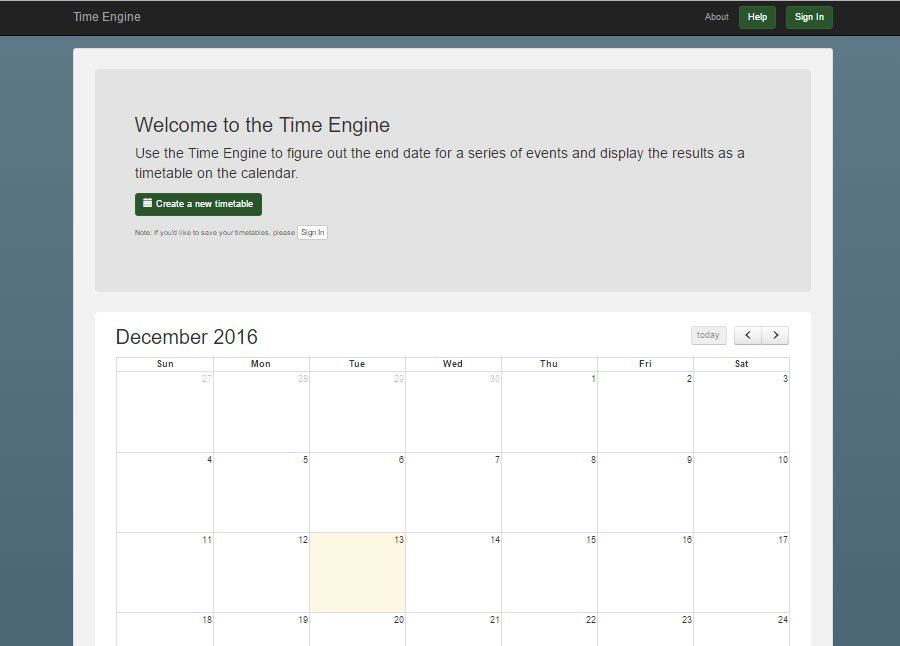 Time Engine About Help Sign In
Welcome to the Time Engine
Use the Time Engine to figure out the end date for a series of events and display the results as a
timetable on the calendar.
Create a new timetable
Note: If you'd like to save your timetables, please Sign In
December 2016 today
Sun Mon Tue Wed Thu Fri Sat
27 28 29 30 1 2 3
4 5 6 7 8 9 10
11 12 13 14 15 16 17
18 19 20 21 22 23 24